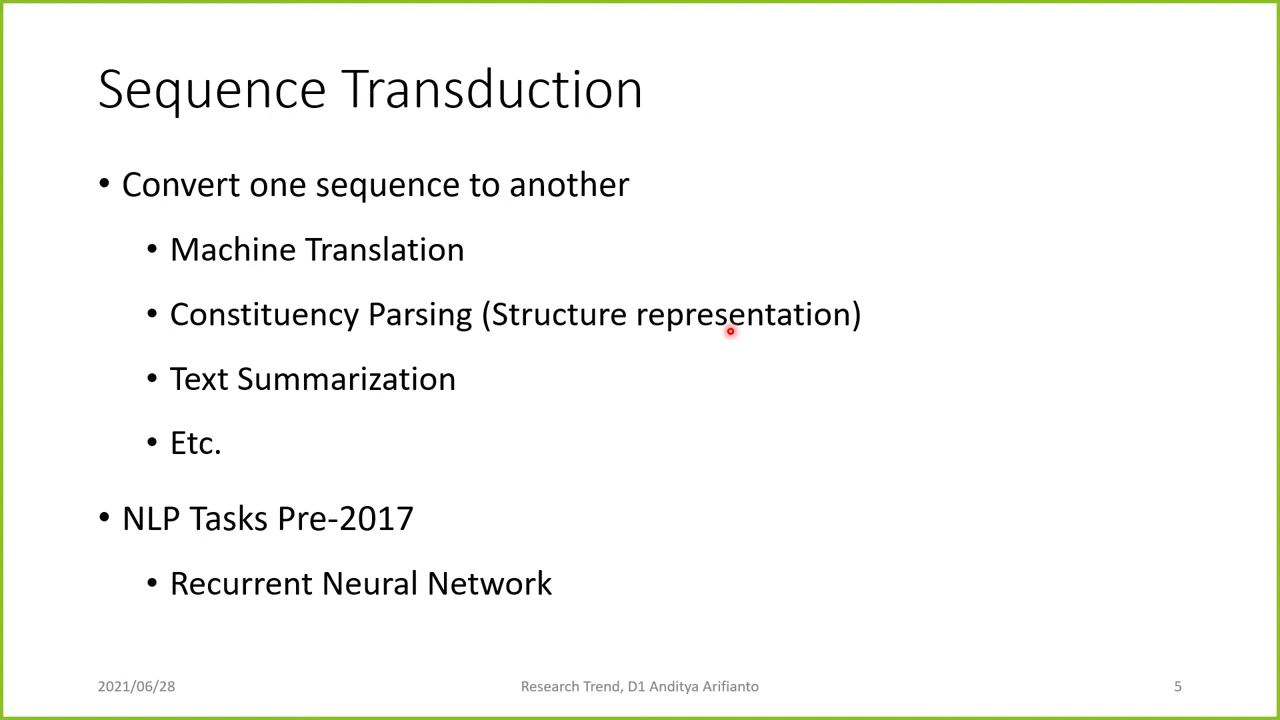 Sequence Transduction
• Convert one sequence to another
• Machine Translation
• Constituency Parsing (Structure representation)
• Text Summarization
• Etc.
• NLP Tasks Pre-2017
• Recurrent Neural Network
2021/06/28
Research Trend, D1 Anditya Arifianto
5